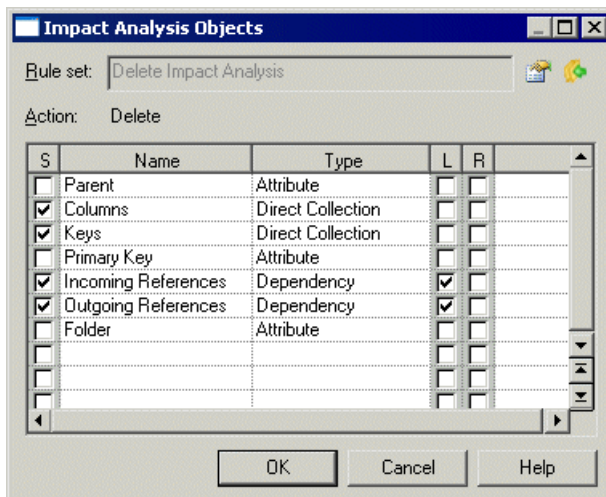 Impact Analysis Objects
Rule set: Delete Impact Analysis
Action: Delete
S Name Type L R
Parent Attribute
Columns Direct Collection
Keys Direct Collection
Primary Key Attribute
Incoming References Dependency
Outgoing References Dependency
Folder Attribute
OK Cancel Help